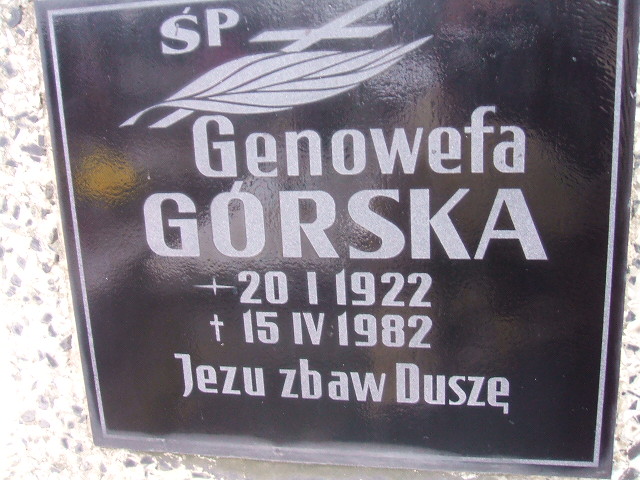 ŚP
Genowefa
GÓRSKA
20 I 1922
† 15 IV 1982
Jezu zbaw Duszę